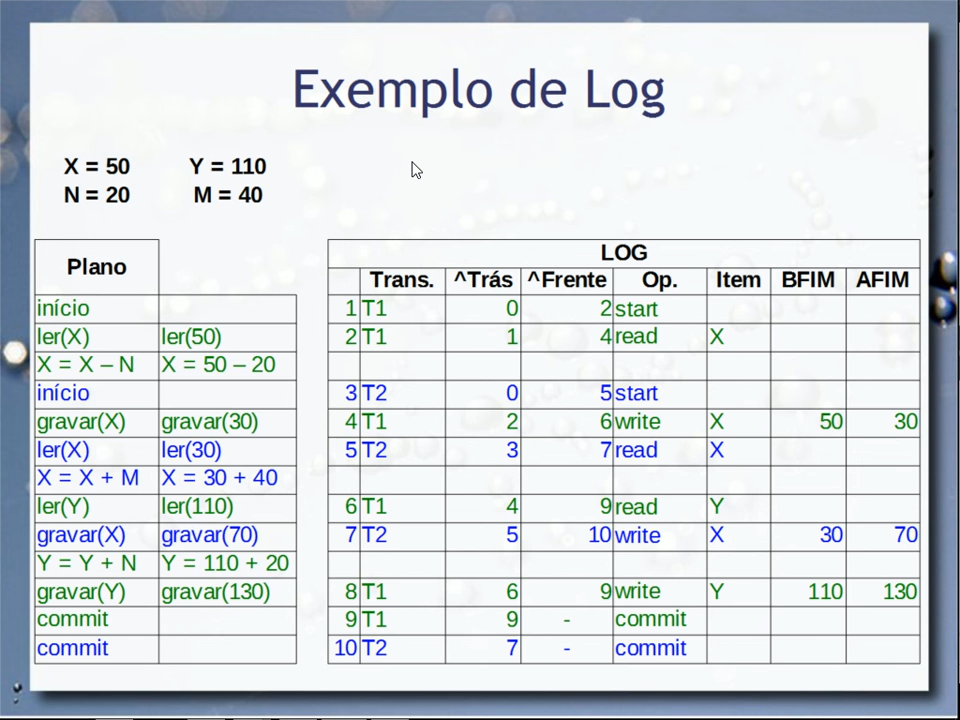 Exemplo de Log
X = 50 Y = 110
N = 20 M = 40
Plano
início
ler(X) ler(50)
X = X – N X = 50 – 20
início
gravar(X) gravar(30)
ler(X) ler(30)
X = X + M X = 30 + 40
ler(Y) ler(110)
gravar(X) gravar(70)
Y = Y + N Y = 110 + 20
gravar(Y) gravar(130)
commit
commit
LOG
Trans. ^Trás ^Frente Op. Item BFIM AFIM
1 T1 0 2 start
2 T1 1 4 read X
3 T2 0 5 start
4 T1 2 6 write X 50 30
5 T2 3 7 read X
6 T1 4 9 read Y
7 T2 5 10 write X 30 70
8 T1 6 9 write Y 110 130
9 T1 9 - commit
10 T2 7 - commit